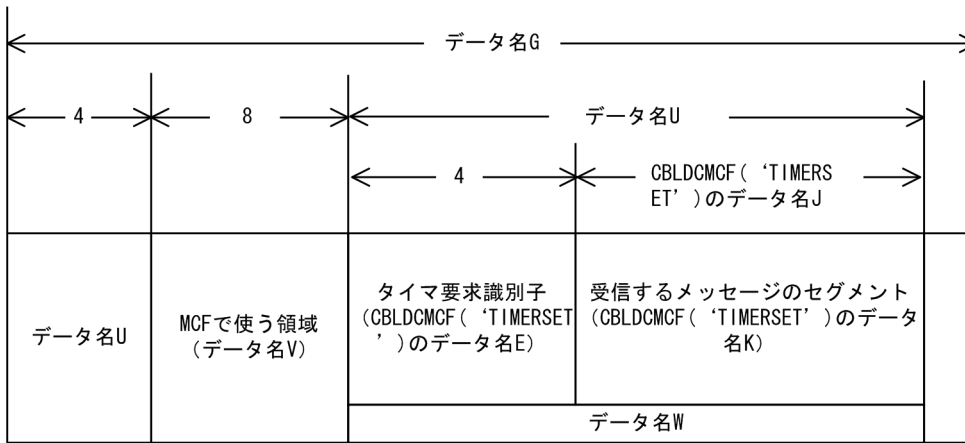 データ名G
4
8
データ名U
4
CBLDCMCF(‘TIMERS
ET’)のデータ名J
データ名U
MCFで使う領域
(データ名V)
タイマ要求識別子
(CBLDCMCF(‘TIMERSET
’)のデータ名E)
受信するメッセージのセグメント
(CBLDCMCF(‘TIMERSET’)のデータ
名K)
データ名W